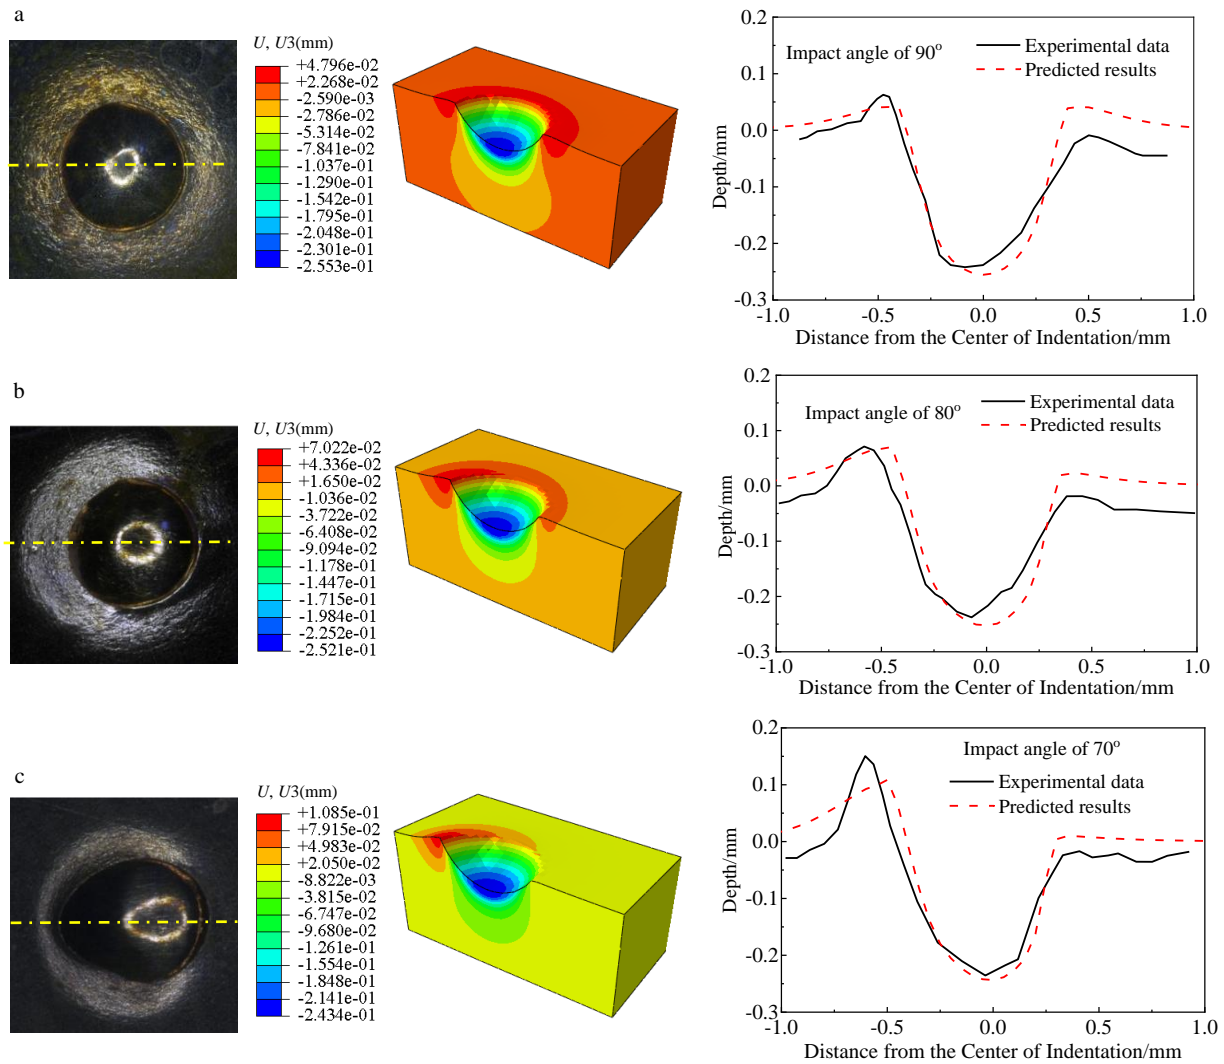 a
U, U3(mm)
+4.796e-02
+2.268e-02
-2.590e-03
-2.786e-02
-5.314e-02
-7.841e-02
-1.037e-01
-1.290e-01
-1.542e-01
-1.795e-01
-2.048e-01
-2.301e-01
-2.553e-01
Impact angle of 90°
Experimental data
Predicted results
Depth/mm
0.2
0.1
0.0
-0.1
-0.2
-0.3
-1.0 -0.5 0.0 0.5 1.0
Distance from the Center of Indentation/mm
b
U, U3(mm)
+7.022e-02
+4.336e-02
+1.650e-02
-1.036e-02
-3.722e-02
-6.408e-02
-9.094e-02
-1.178e-01
-1.447e-01
-1.715e-01
-1.984e-01
-2.252e-01
-2.521e-01
Impact angle of 80°
Experimental data
Predicted results
Depth/mm
0.2
0.1
0.0
-0.1
-0.2
-0.3
-1.0 -0.5 0.0 0.5 1.0
Distance from the Center of Indentation/mm
c
U, U3(mm)
+1.085e-01
+7.915e-02
+4.983e-02
+2.050e-02
-8.822e-03
-3.815e-02
-6.747e-02
-9.680e-02
-1.261e-01
-1.554e-01
-1.848e-01
-2.141e-01
-2.434e-01
Impact angle of 70°
Experimental data
Predicted results
Depth/mm
0.2
0.1
0.0
-0.1
-0.2
-0.3
-1.0 -0.5 0.0 0.5 1.0
Distance from the Center of Indentation/mm